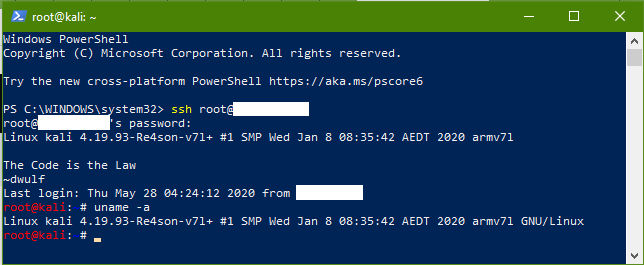 root@kali: ~
Windows PowerShell
Copyright (C) Microsoft Corporation. All rights reserved.
Try the new cross-platform PowerShell https://aka.ms/pscore6
PS C:\WINDOWS\system32> ssh root@
root@ 's password:
Linux kali 4.19.93-Re4son-v7l+ #1 SMP Wed Jan 8 08:35:42 AEDT 2020 armv7l
The Code is the Law
~dwulf
Last login: Thu May 28 04:24:12 2020 from
root@kali: # uname -a
Linux kali 4.19.93-Re4son-v7l+ #1 SMP Wed Jan 8 08:35:42 AEDT 2020 armv7l GNU/Linux
root@kali: #